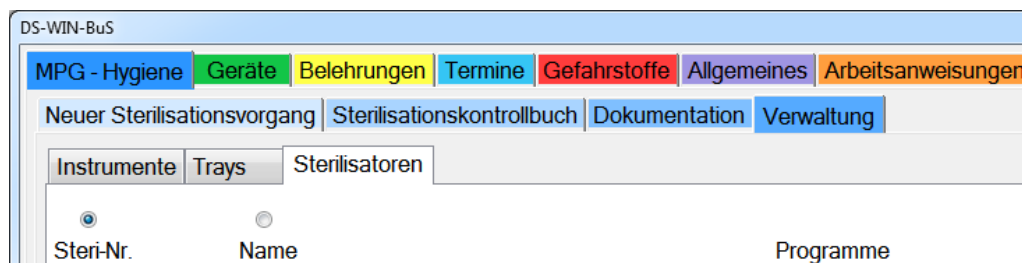 DS-WIN-BuS
MPG - Hygiene Geräte Belehrungen Termine Gefahrstoffe Allgemeines Arbeitsanweisungen
Neuer Sterilisationsvorgang Sterilisationskontrollbuch Dokumentation Verwaltung
Instrumente Trays Sterilisatoren
Steri-Nr. Name Programme